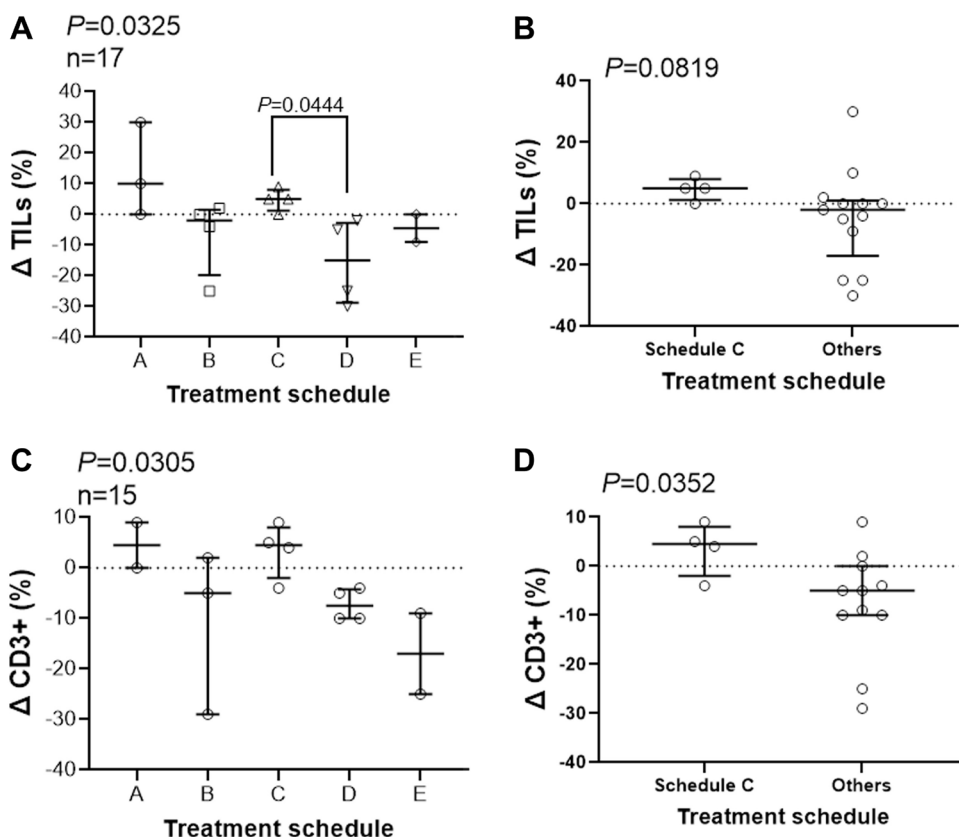 A
P=0.0325
n=17
P=0.0444
Δ TILs (%)
40
30
20
10
0
-10
-20
-30
-40
A B C D E
Treatment schedule
B
P=0.0819
Δ TILs (%)
40
20
0
-20
-40
Schedule C Others
Treatment schedule
C
P=0.0305
n=15
Δ CD3+ (%)
10
0
-10
-20
-30
-40
A B C D E
Treatment schedule
D
P=0.0352
Δ CD3+ (%)
10
0
-10
-20
-30
-40
Schedule C Others
Treatment schedule